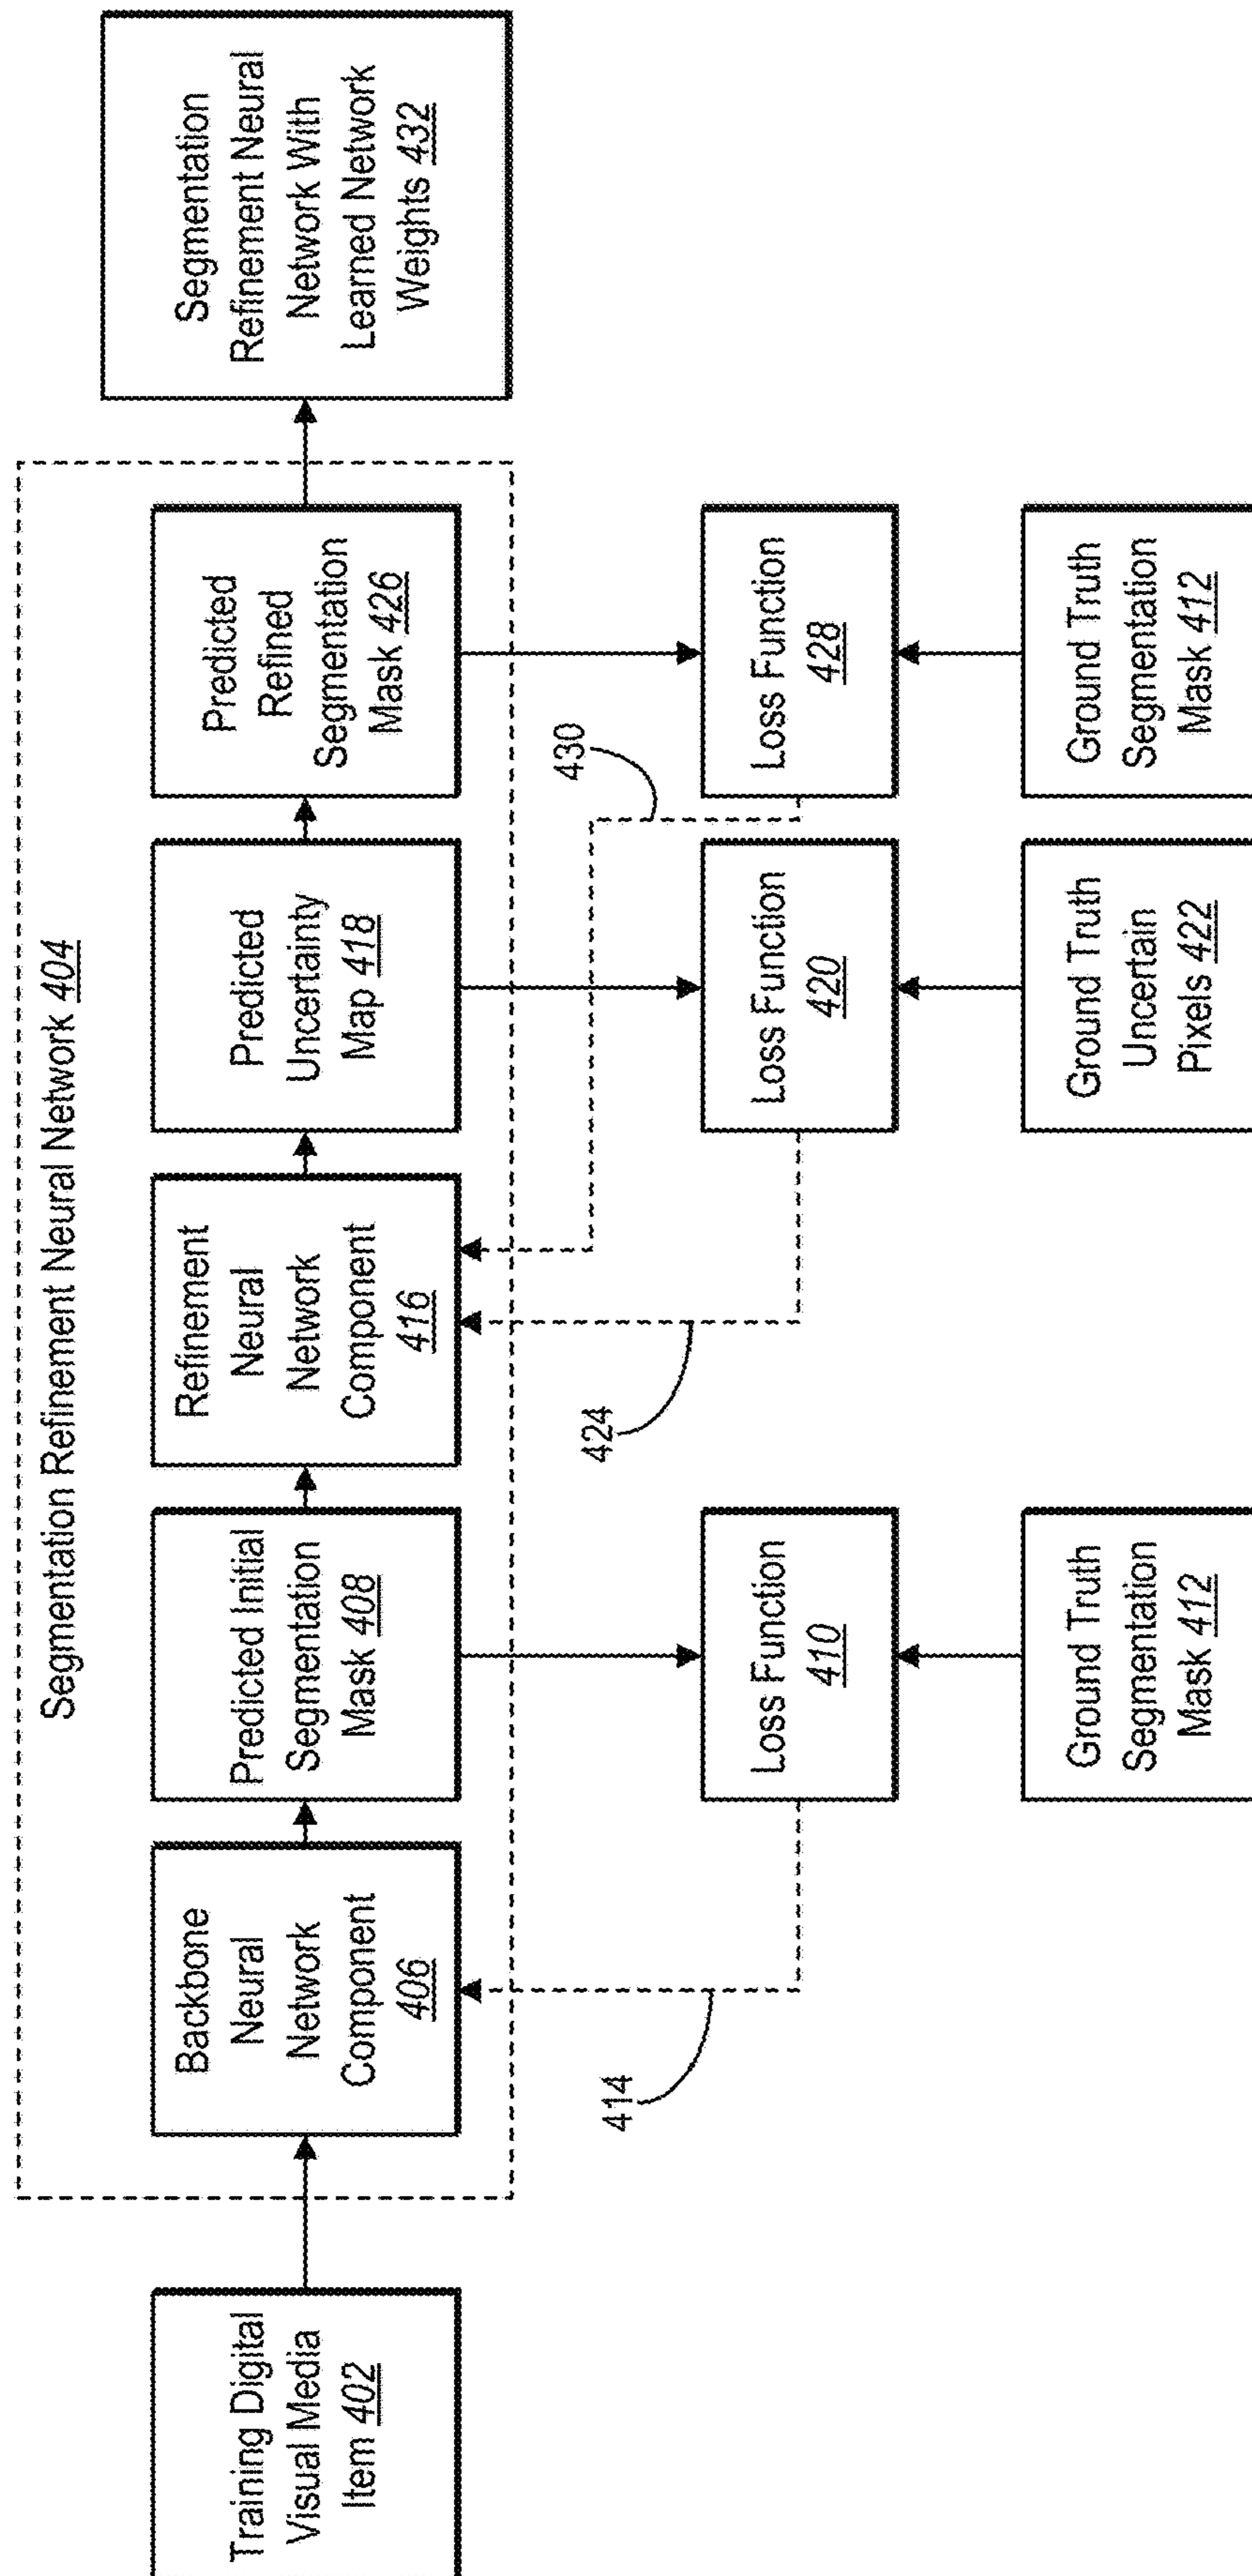 Segmentation Refinement Neural Network 404
Training Digital
Visual Media
Item 402
Backbone
Neural
Network
Component
406
Predicted Initial
Segmentation
Mask 408
Refinement
Neural
Network
Component
416
Predicted
Uncertainty
Map 418
Predicted
Refined
Segmentation
Mask 426
Segmentation
Refinement Neural
Network With
Learned Network
Weights 432
414
424
430
Loss Function
410
Loss Function
420
Loss Function
428
Ground Truth
Segmentation
Mask 412
Ground Truth
Uncertain
Pixels 422
Ground Truth
Segmentation
Mask 412